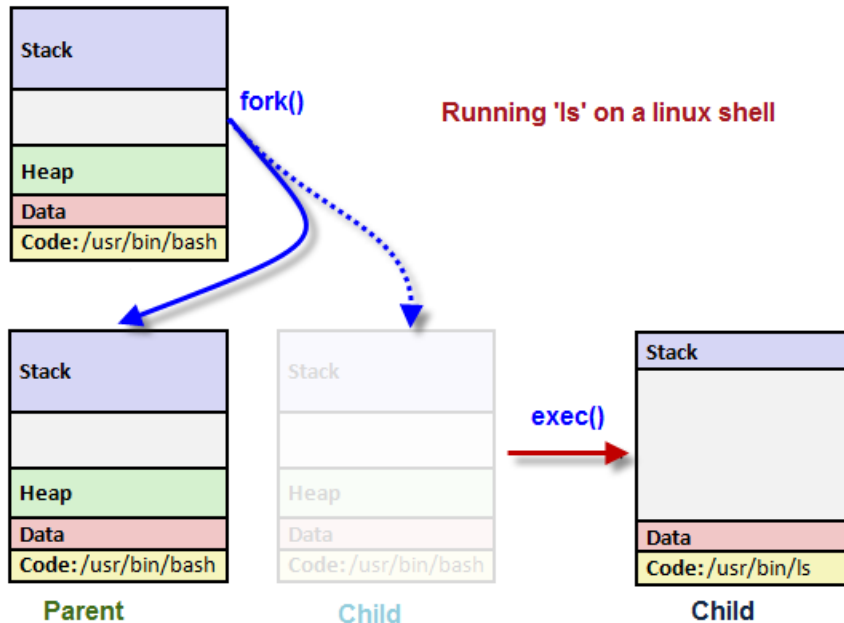 Stack
fork()
Running 'ls' on a linux shell
Heap
Data
Code:/usr/bin/bash
Stack
Heap
Data
Code:/usr/bin/bash
Parent
Stack
Heap
Data
Code:/usr/bin/bash
Child
exec()
Stack
Data
Code:/usr/bin/ls
Child